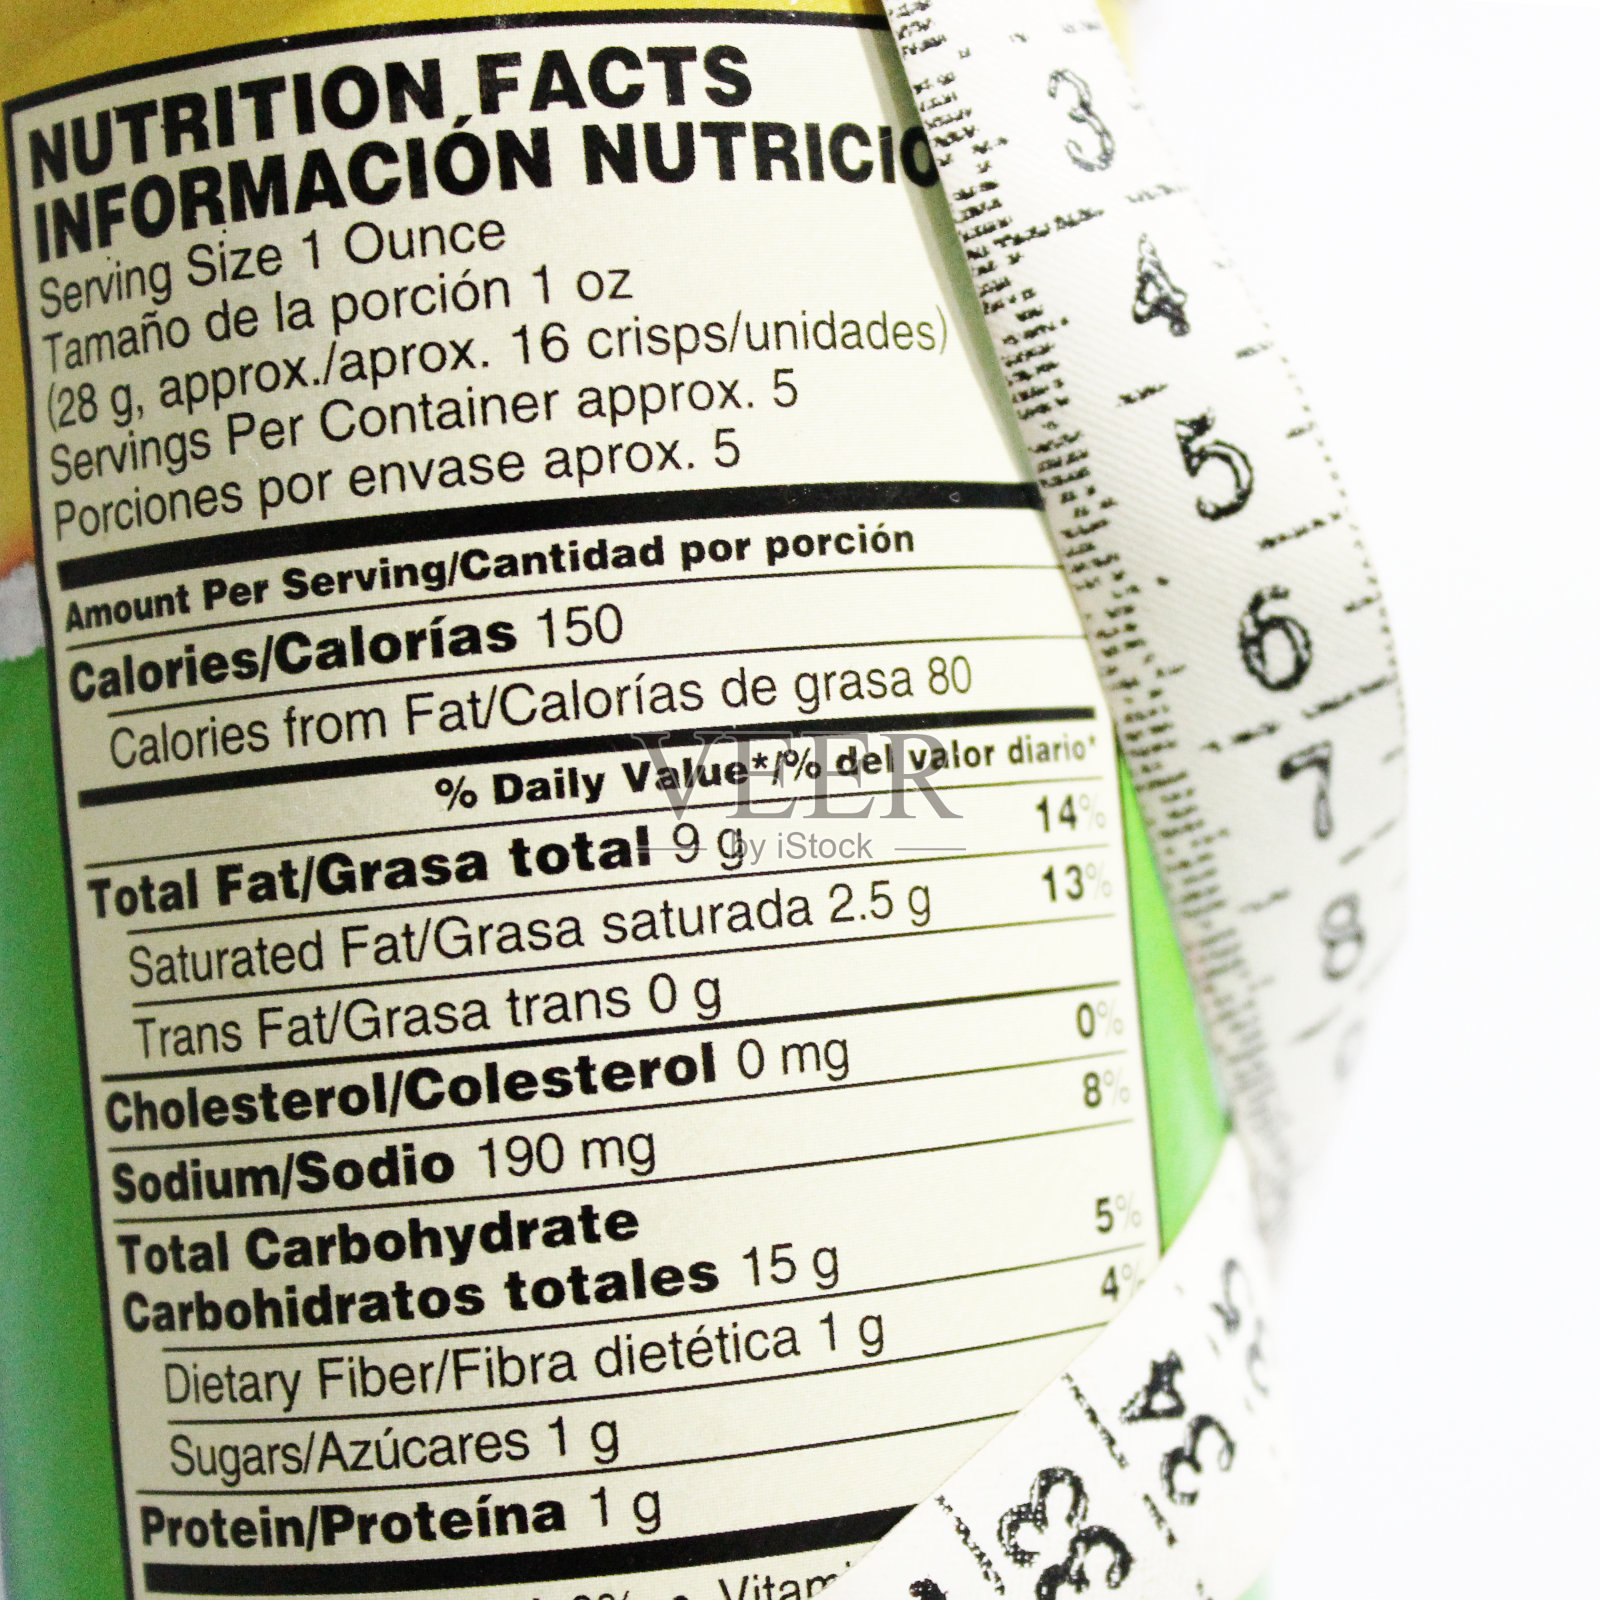 NUTRITION FACTS
INFORMACIÓN NUTRICIO
Serving Size 1 Ounce
Tamaño de la porción 1 oz
(28 g, approx./aprox. 16 crisps/unidades)
Servings Per Container approx. 5
Porciones por envase aprox. 5
Amount Per Serving/Cantidad por porción
Calories/Calorías 150
Calories from Fat/Calorías de grasa 80
% Daily Value*/% del valor diario*
Total Fat/Grasa total 9 g 14%
Saturated Fat/Grasa saturada 2.5 g 13%
Trans Fat/Grasa trans 0 g
Cholesterol/Colesterol 0 mg 0%
Sodium/Sodio 190 mg 8%
Total Carbohydrate
Carbohidratos totales 15 g 5%
Dietary Fiber/Fibra dietética 1 g 4%
Sugars/Azúcares 1 g
Protein/Proteína 1 g
VEER
by iStock
3
4
5
6
7
8